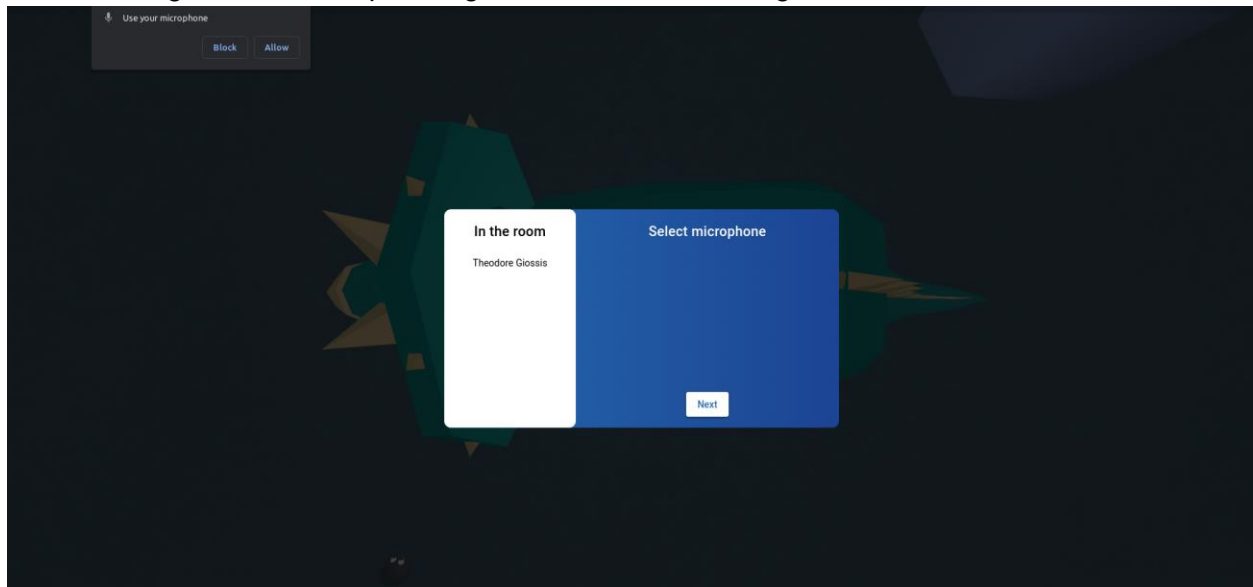 Use your microphone
Block Allow
In the room
Select microphone
Theodore Giossis
Next